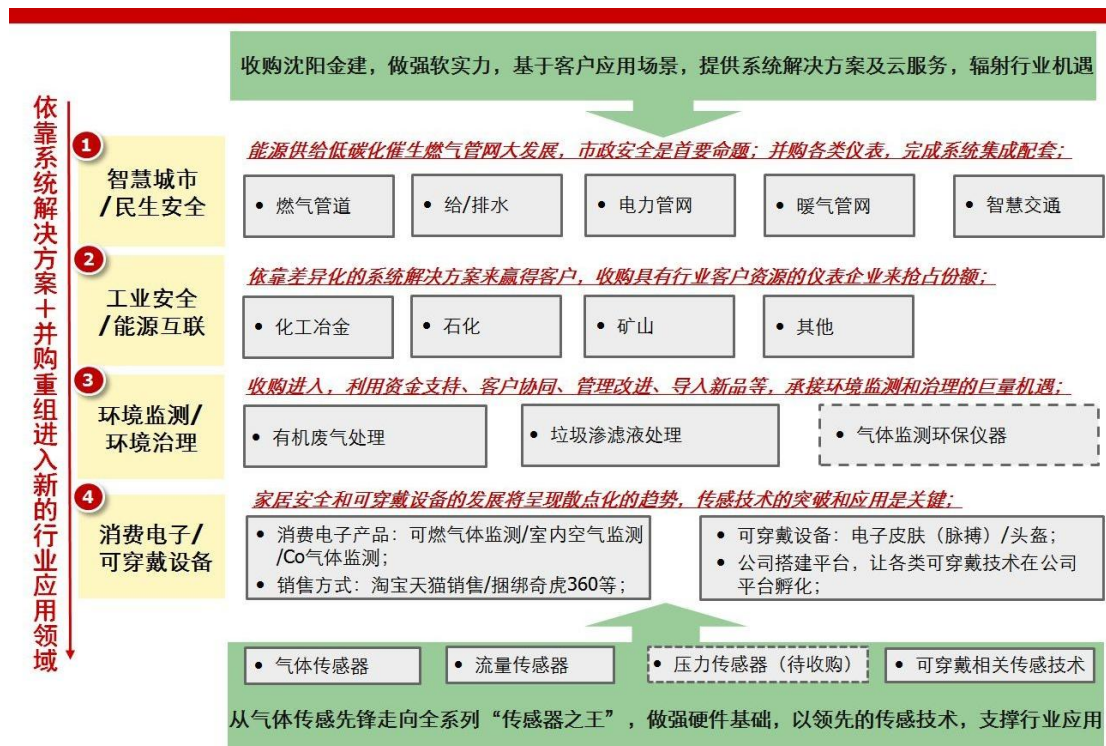 收购沈阳金建，做强软实力，基于客户应用场景，提供系统解决方案及云服务，辐射行业机遇
依靠系统解决方案＋并购重组进入新的行业应用领域
1
智慧城市
/民生安全
能源供给低碳化催生燃气管网大发展，市政安全是首要命题；并购各类仪表，完成系统集成配套；
• 燃气管道
• 给/排水
• 电力管网
• 暖气管网
• 智慧交通
2
工业安全
/能源互联
依靠差异化的系统解决方案来赢得客户，收购具有行业客户资源的仪表企业来抢占份额；
• 化工冶金
• 石化
• 矿山
• 其他
3
环境监测/
环境治理
收购进入，利用资金支持、客户协同、管理改进、导入新品等，承接环境监测和治理的巨量机遇；
• 有机废气处理
• 垃圾渗滤液处理
• 气体监测环保仪器
4
消费电子/
可穿戴设备
家居安全和可穿戴设备的发展将呈现散点化的趋势，传感技术的突破和应用是关键；
• 消费电子产品：可燃气体监测/室内空气监测
/Co气体监测；
• 销售方式：淘宝天猫销售/捆绑奇虎360等；
• 可穿戴设备：电子皮肤（脉搏）/头盔；
• 公司搭建平台，让各类可穿戴技术在公司
平台孵化；
• 气体传感器
• 流量传感器
• 压力传感器（待收购）
• 可穿戴相关传感技术
从气体传感先锋走向全系列“传感器之王”，做强硬件基础，以领先的传感技术，支撑行业应用